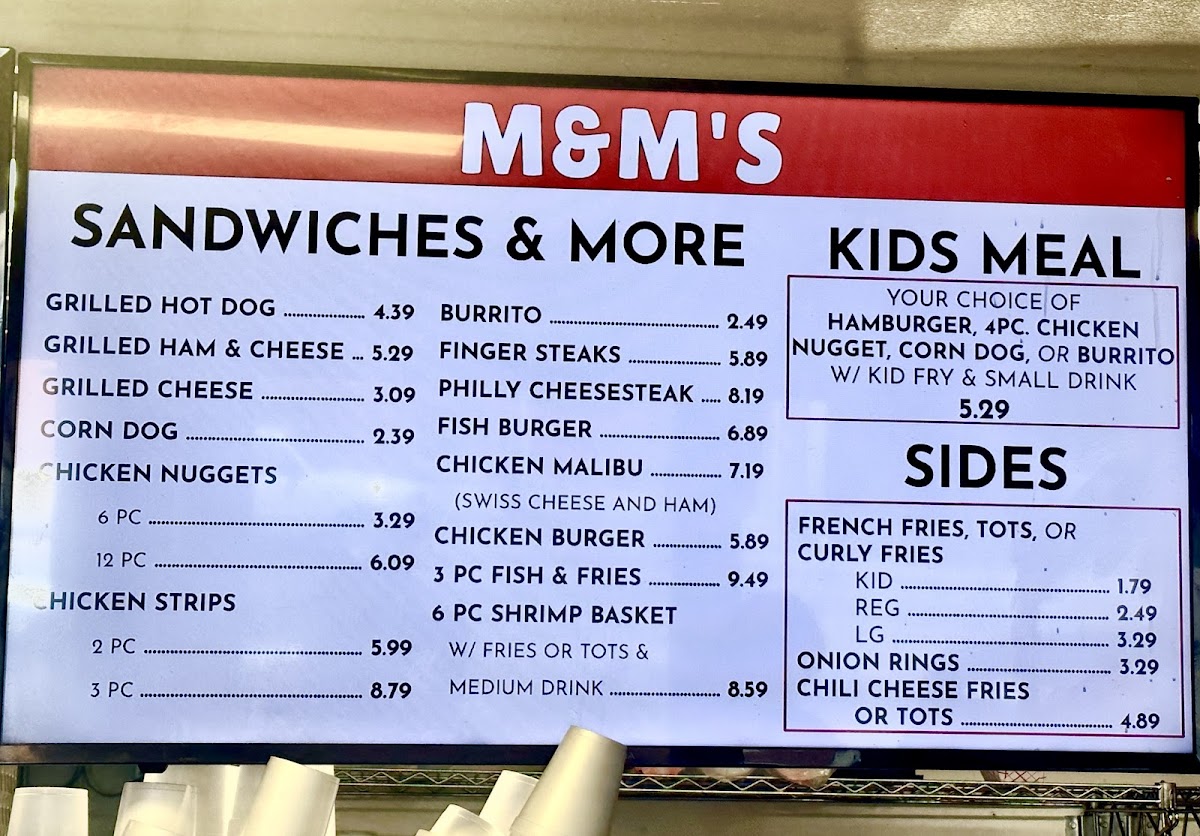 M&M'S
SANDWICHES & MORE
GRILLED HOT DOG ........ 4.39
GRILLED HAM & CHEESE ... 5.29
GRILLED CHEESE ........ 3.09
CORN DOG ........ 2.39
CHICKEN NUGGETS
6 PC ........ 3.29
12 PC ........ 6.09
CHICKEN STRIPS
2 PC ........ 5.99
3 PC ........ 8.79
BURRITO ........ 2.49
FINGER STEAKS ........ 5.89
PHILLY CHEESESTEAK ..... 8.19
FISH BURGER ........ 6.89
CHICKEN MALIBU ........ 7.19
(SWISS CHEESE AND HAM)
CHICKEN BURGER ........ 5.89
3 PC FISH & FRIES ........ 9.49
6 PC SHRIMP BASKET
W/ FRIES OR TOTS &
MEDIUM DRINK ........ 8.59
KIDS MEAL
YOUR CHOICE OF
HAMBURGER, 4PC. CHICKEN
NUGGET, CORN DOG, OR BURRITO
W/ KID FRY & SMALL DRINK
5.29
SIDES
FRENCH FRIES, TOTS, OR
CURLY FRIES
KID ........ 1.79
REG ........ 2.49
LG ........ 3.29
ONION RINGS ........ 3.29
CHILI CHEESE FRIES
OR TOTS ........ 4.89